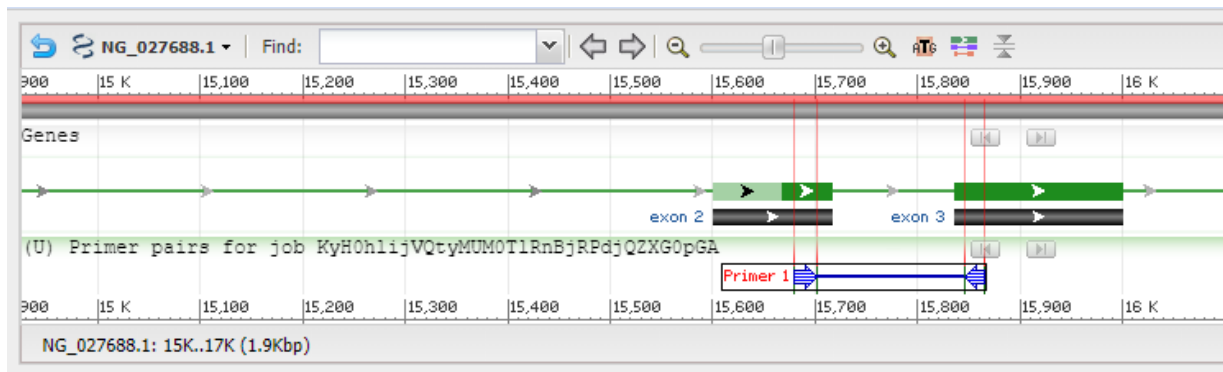 NG_027688.1 Find: ATG
900 15 K 15,100 15,200 15,300 15,400 15,500 15,600 15,700 15,800 15,900 16 K
Genes
exon 2 exon 3
(U) Primer pairs for job KyH0hlijVQtyMUM0TlRnBjRPdjQZXG0pGA
Primer 1
900 15 K 15,100 15,200 15,300 15,400 15,500 15,600 15,700 15,800 15,900 16 K
NG_027688.1: 15K..17K (1.9Kbp)